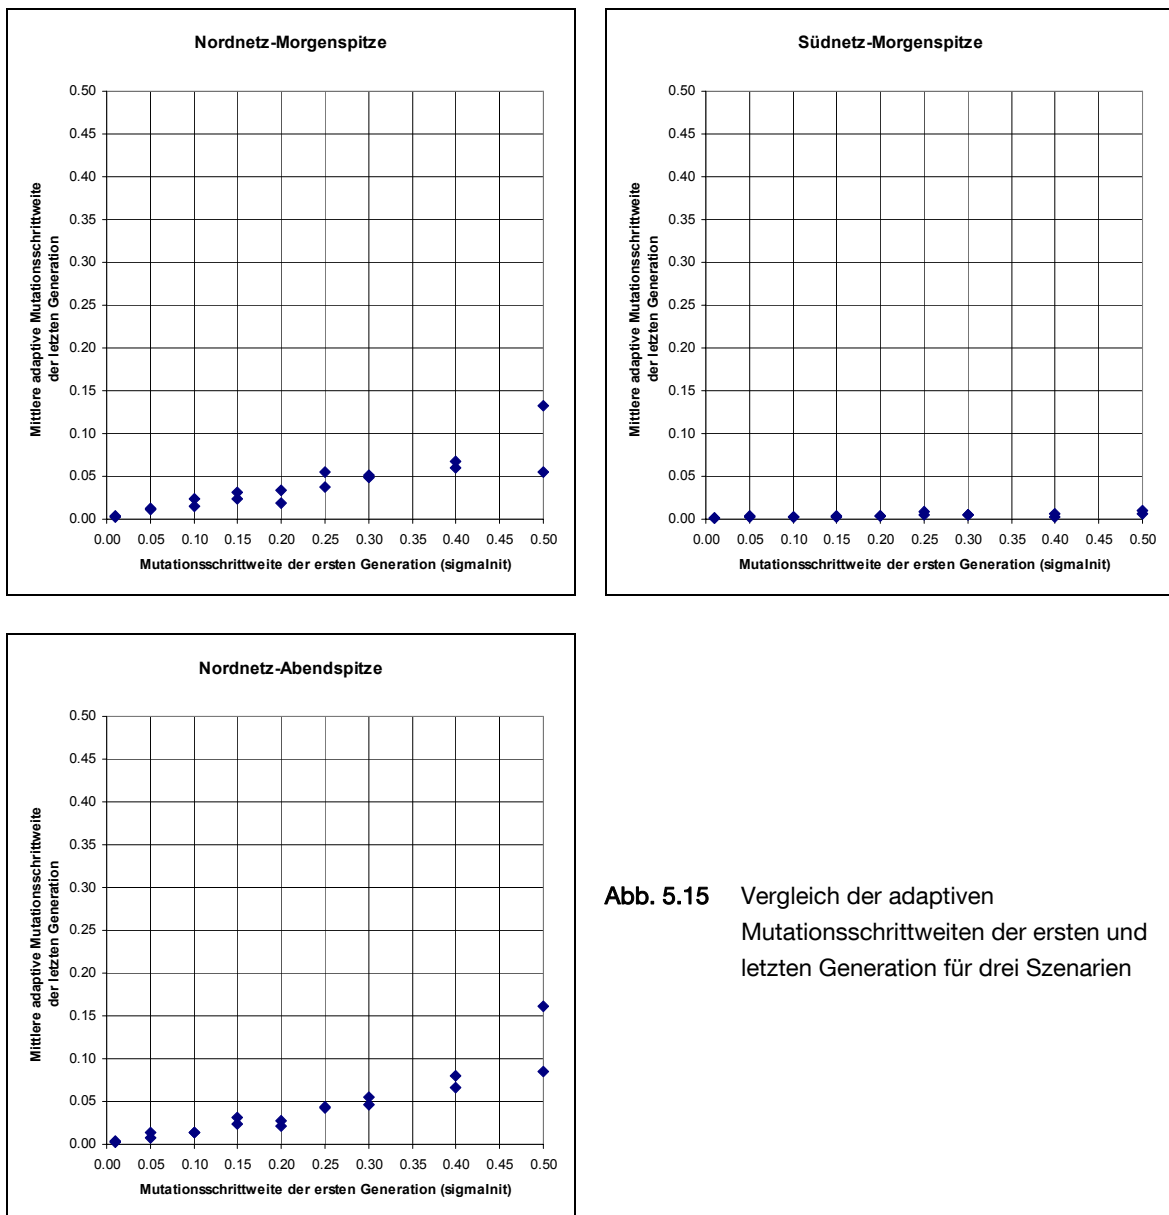 Nordnetz-Morgenspitze
0.50
0.45
0.40
0.35
0.30
0.25
0.20
0.15
0.10
0.05
0.00
0.00 0.05 0.10 0.15 0.20 0.25 0.30 0.35 0.40 0.45 0.50
Mittlere adaptive Mutationsschrittweite
der letzten Generation
Mutationsschrittweite der ersten Generation (sigmaInit)
Südnetz-Morgenspitze
0.50
0.45
0.40
0.35
0.30
0.25
0.20
0.15
0.10
0.05
0.00
0.00 0.05 0.10 0.15 0.20 0.25 0.30 0.35 0.40 0.45 0.50
Mittlere adaptive Mutationsschrittweite
der letzten Generation
Mutationsschrittweite der ersten Generation (sigmaInit)
Nordnetz-Abendspitze
0.50
0.45
0.40
0.35
0.30
0.25
0.20
0.15
0.10
0.05
0.00
0.00 0.05 0.10 0.15 0.20 0.25 0.30 0.35 0.40 0.45 0.50
Mittlere adaptive Mutationsschrittweite
der letzten Generation
Mutationsschrittweite der ersten Generation (sigmaInit)
Abb. 5.15 Vergleich der adaptiven
Mutationsschrittweiten der ersten und
letzten Generation für drei Szenarien